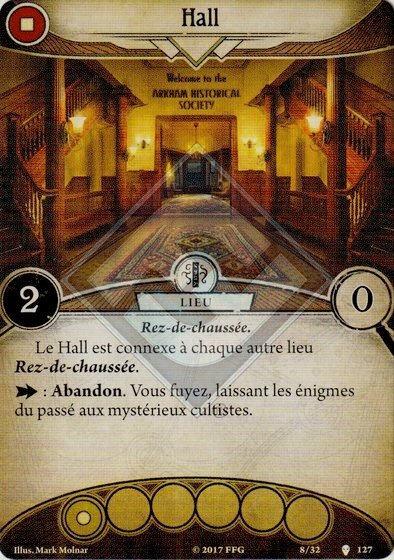 Hall
Welcome to the
ARKHAM HISTORICAL
SOCIETY
2
LIEU
0
Rez-de-chaussée.
Le Hall est connexe à chaque autre lieu
Rez-de-chaussée.
: Abandon. Vous fuyez, laissant les énigmes
du passé aux mystérieux cultistes.
Illus. Mark Molnar
© 2017 FFG
8/32
127